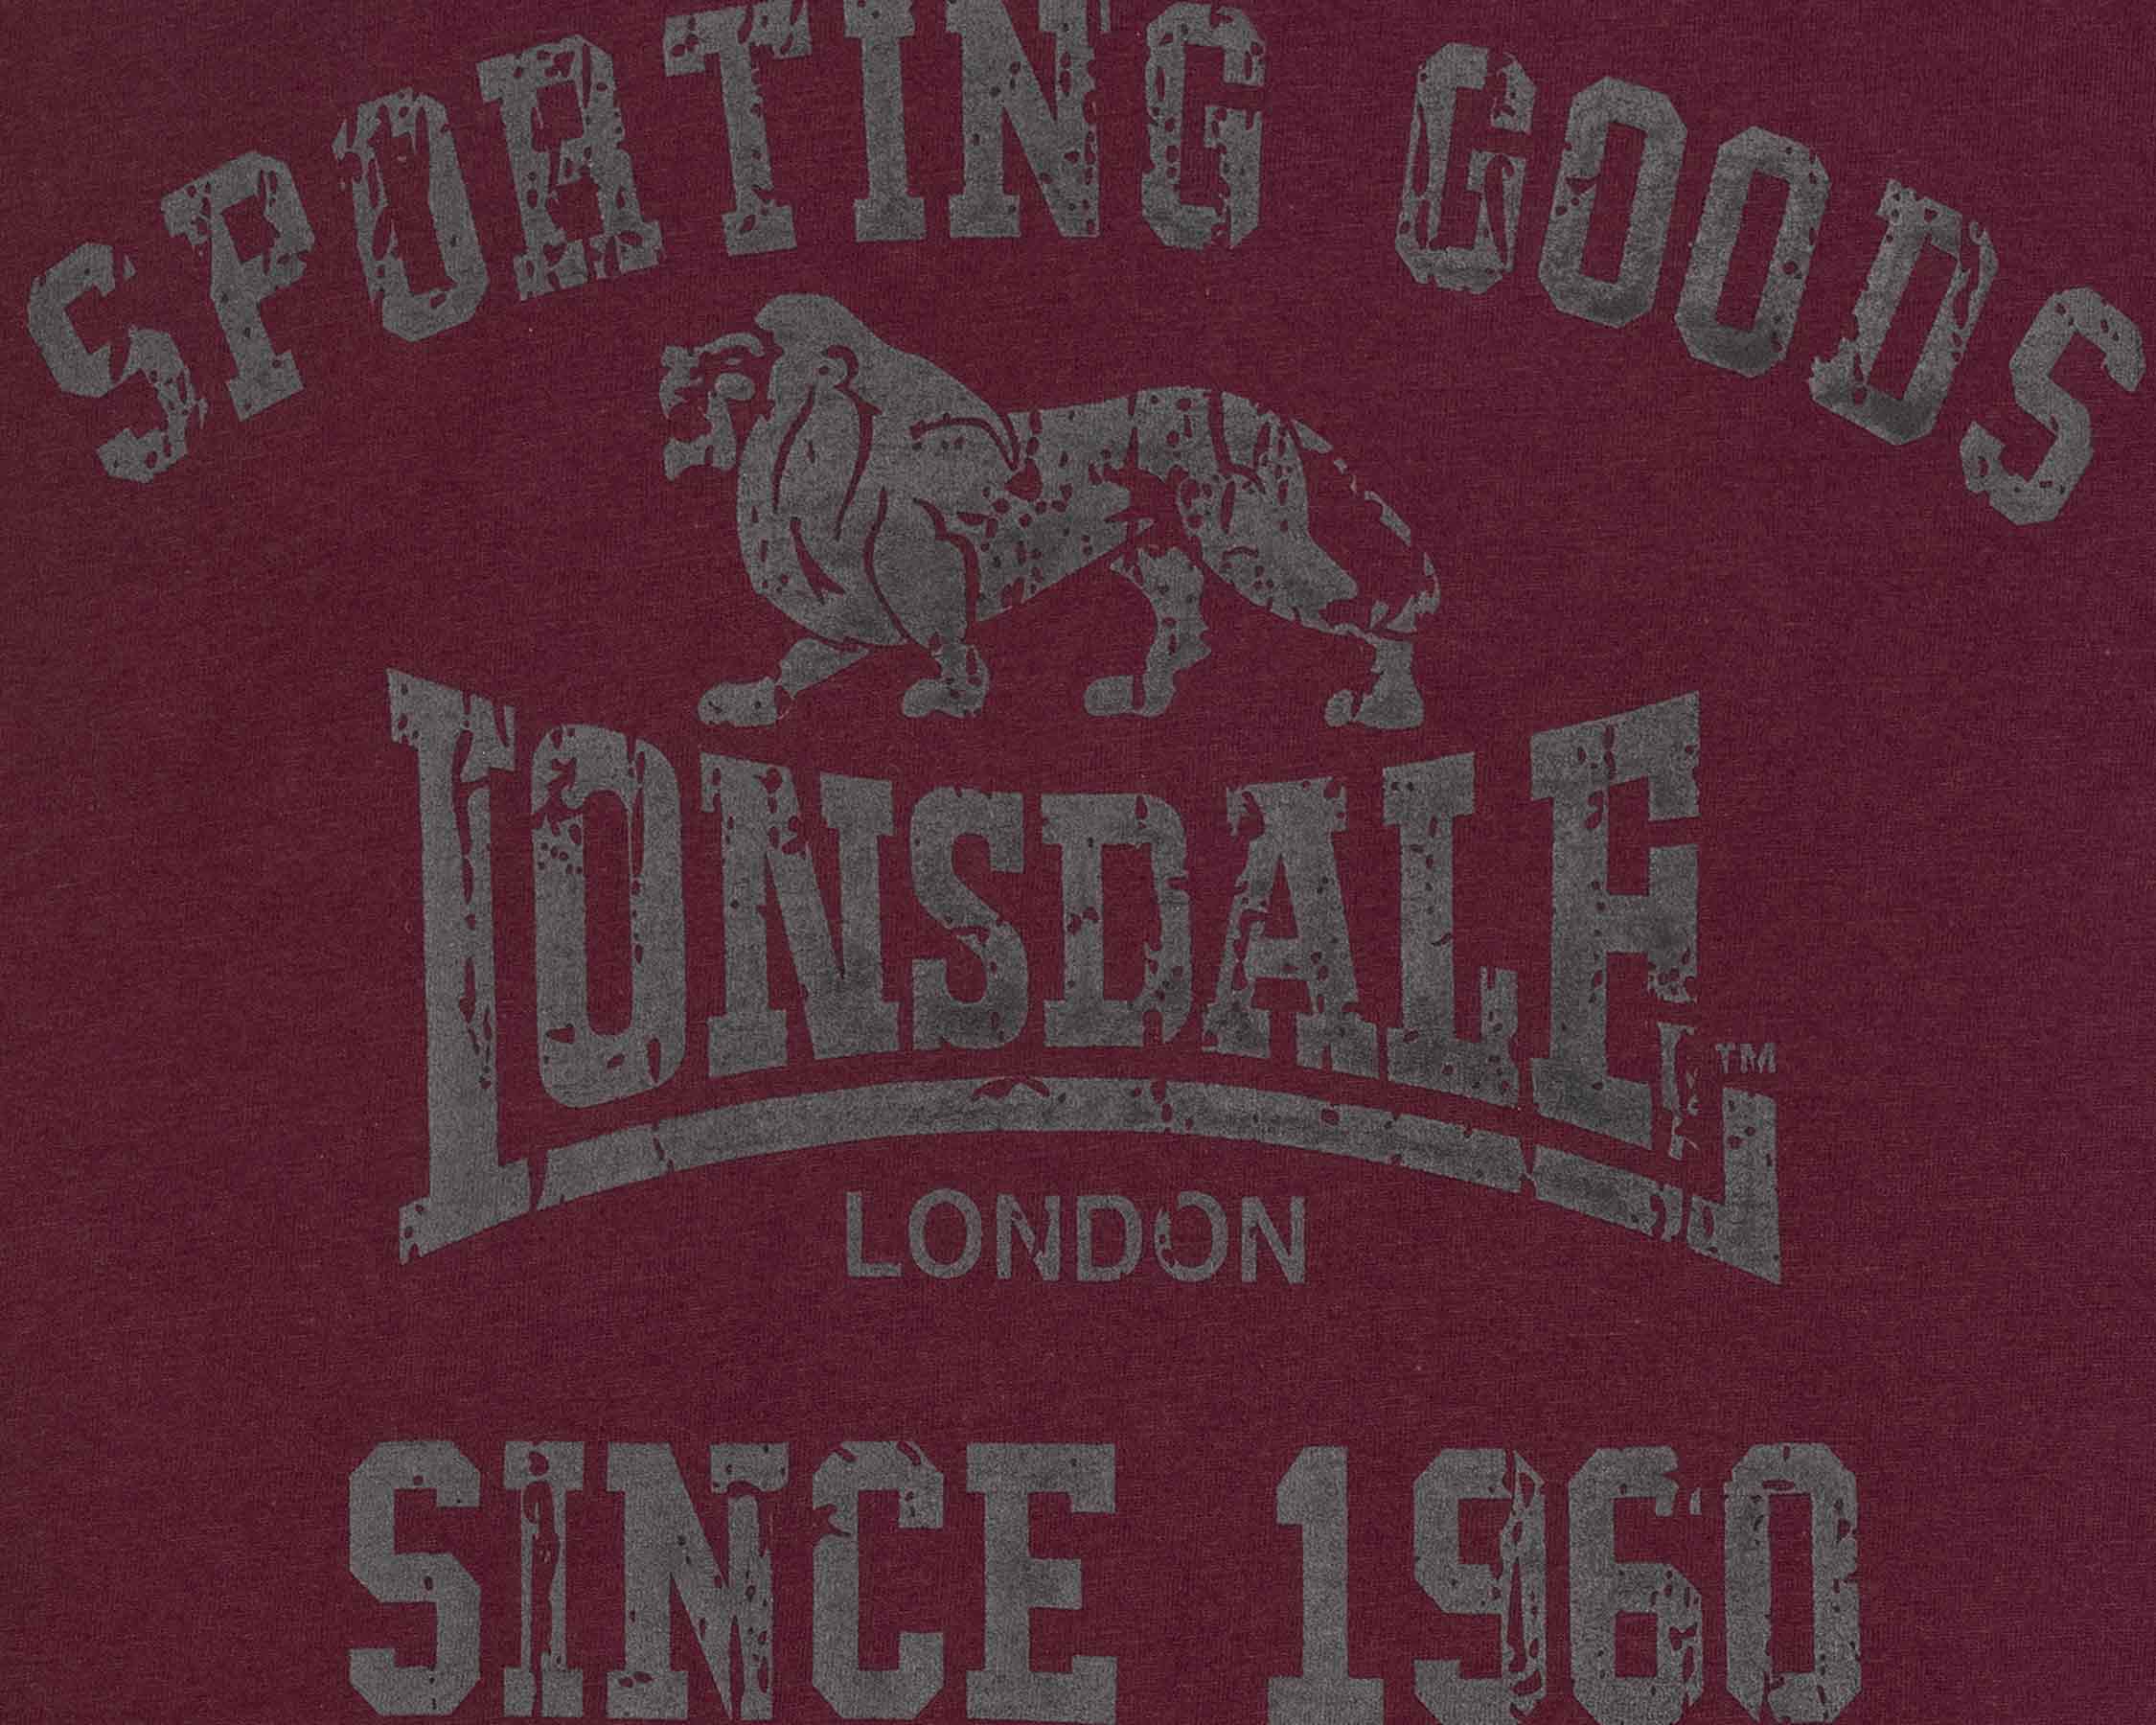 SPORTING GOODS
LONSDALE
TM
LONDON
SINCE 1960